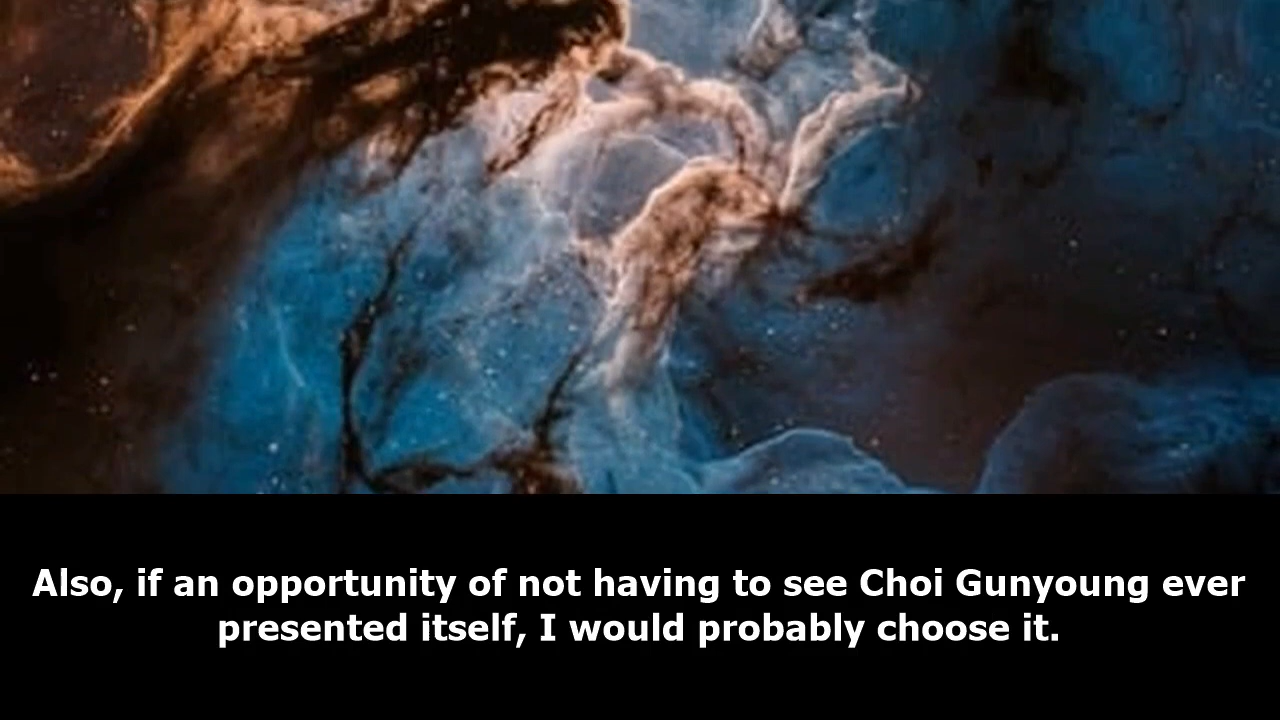 Also, if an opportunity of not having to see Choi Gunyoung ever
presented itself, I would probably choose it.